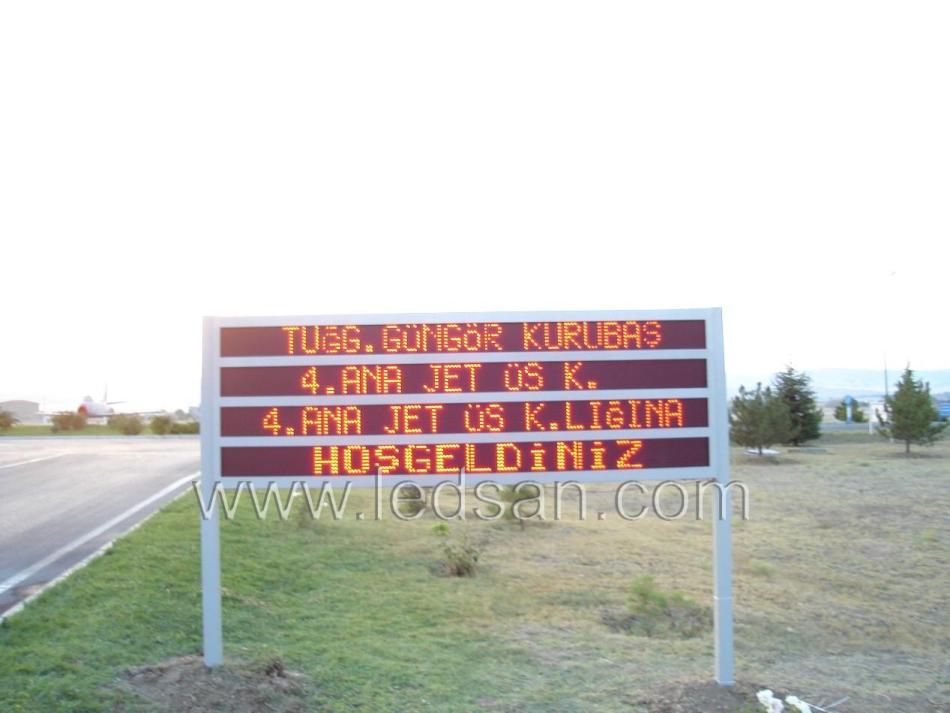 TUĞG.GÜNGÖR KURUBAŞ
4.ANA JET ÜS K.
4.ANA JET ÜS K.LIĞINA
HOŞGELDİNİZ
www.ledsan.com